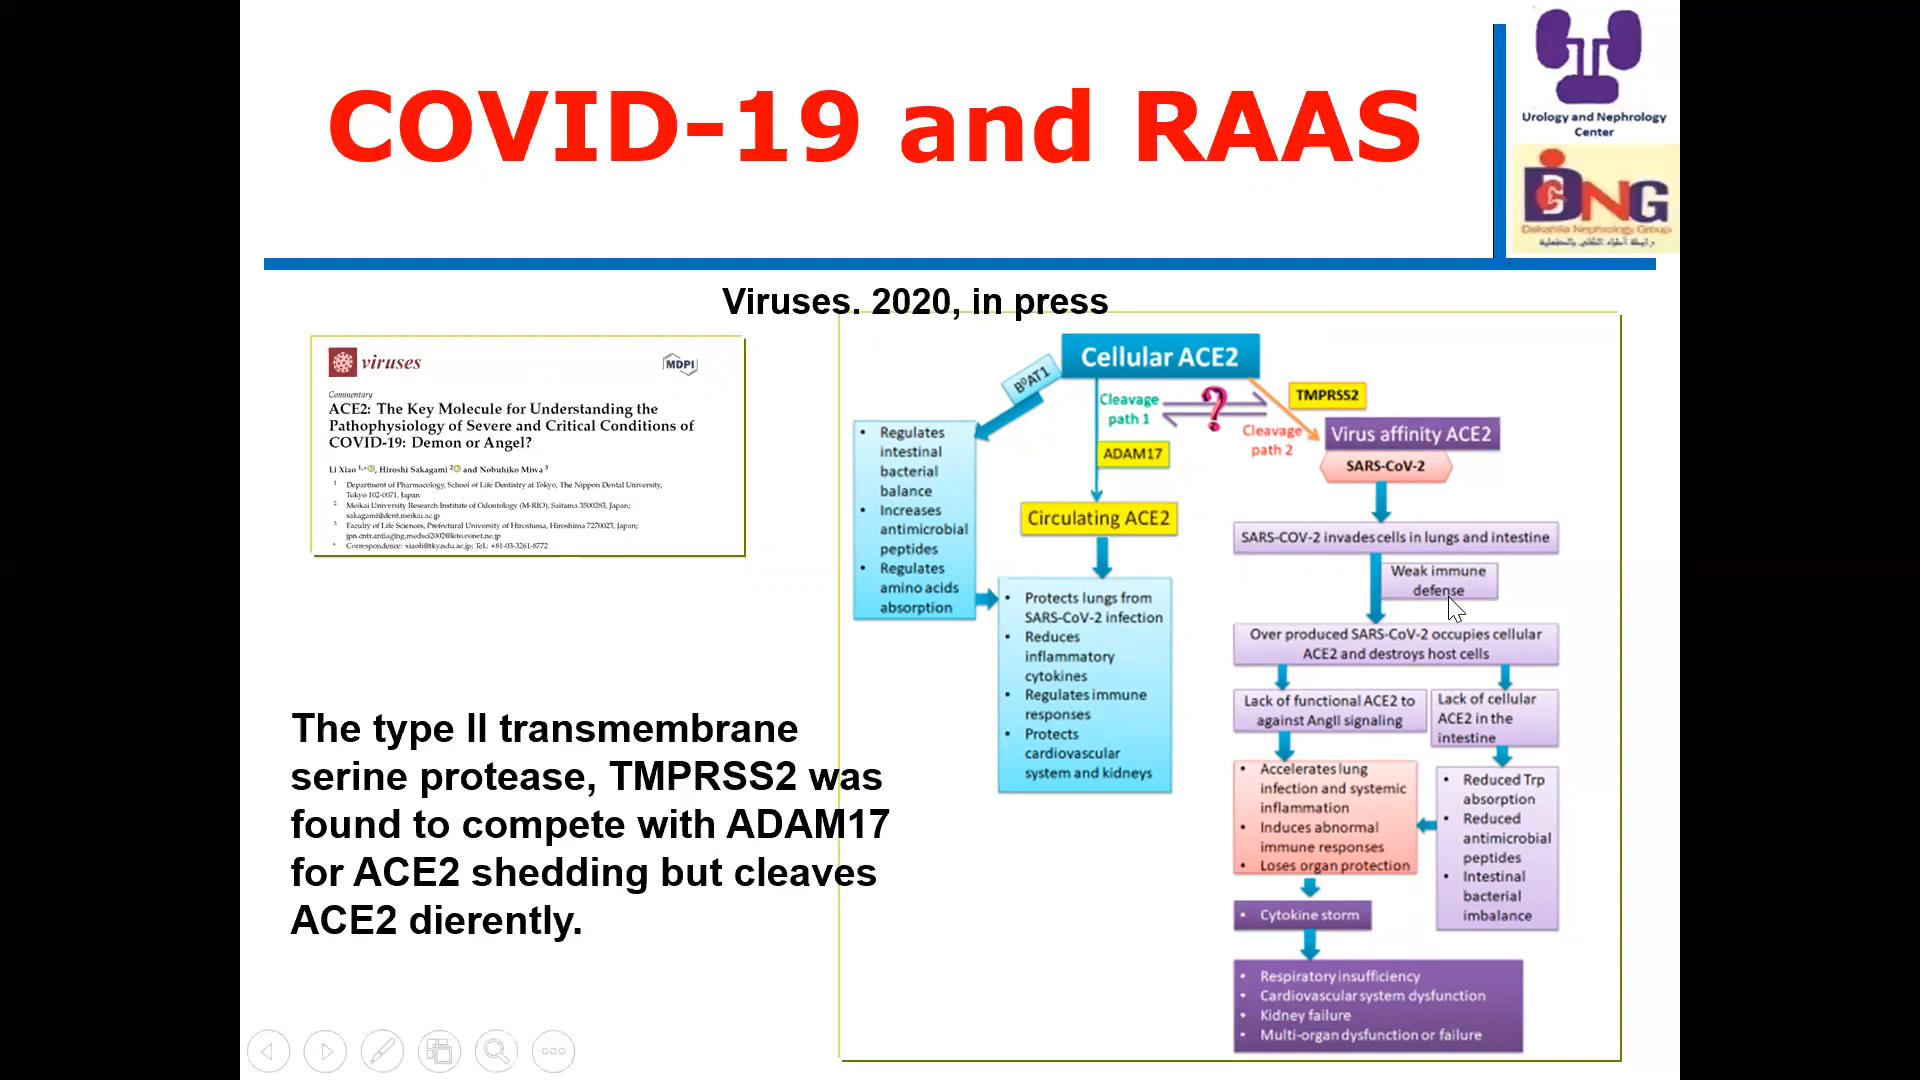 COVID-19 and RAAS
Urology and Nephrology
Center
DCNG
Dakahlia Nephrology Group
Viruses. 2020, in press
viruses
MDPI
Commentary
ACE2: The Key Molecule for Understanding the
Pathophysiology of Severe and Critical Conditions of
COVID-19: Demon or Angel?
Li Xiao 1,*, Hiroshi Sakagami 2 and Nobuhiko Miwa 3
1 Department of Pharmacology, School of Life Dentistry at Tokyo, The Nippon Dental University,
Tokyo 102-0071, Japan
2 Meikai University Research Institute of Odontology (M-RIO), Saitama 3500283, Japan;
sakagami@dent.meikai.ac.jp
3 Faculty of Life Sciences, Prefectural University of Hiroshima, Hiroshima 7270023, Japan;
jpn.cntr.antiaging.medsci2002@leto.eonet.ne.jp
* Correspondence: xiaoli@tky.ndu.ac.jp; Tel.: +81-03-3261-8772
The type II transmembrane
serine protease, TMPRSS2 was
found to compete with ADAM17
for ACE2 shedding but cleaves
ACE2 dierently.
Cellular ACE2
B⁰AT1
Cleavage
path 1
?
TMPRSS2
Cleavage
path 2
ADAM17
Virus affinity ACE2
SARS-CoV-2
• Regulates
intestinal
bacterial
balance
• Increases
antimicrobial
peptides
• Regulates
amino acids
absorption
Circulating ACE2
• Protects lungs from
SARS-CoV-2 infection
• Reduces
inflammatory
cytokines
• Regulates immune
responses
• Protects
cardiovascular
system and kidneys
SARS-COV-2 invades cells in lungs and intestine
Weak immune
defense
Over produced SARS-CoV-2 occupies cellular
ACE2 and destroys host cells
Lack of functional ACE2 to
against AngII signaling
Lack of cellular
ACE2 in the
intestine
• Accelerates lung
infection and systemic
inflammation
• Induces abnormal
immune responses
• Loses organ protection
• Reduced Trp
absorption
• Reduced
antimicrobial
peptides
• Intestinal
bacterial
imbalance
• Cytokine storm
• Respiratory insufficiency
• Cardiovascular system dysfunction
• Kidney failure
• Multi-organ dysfunction or failure